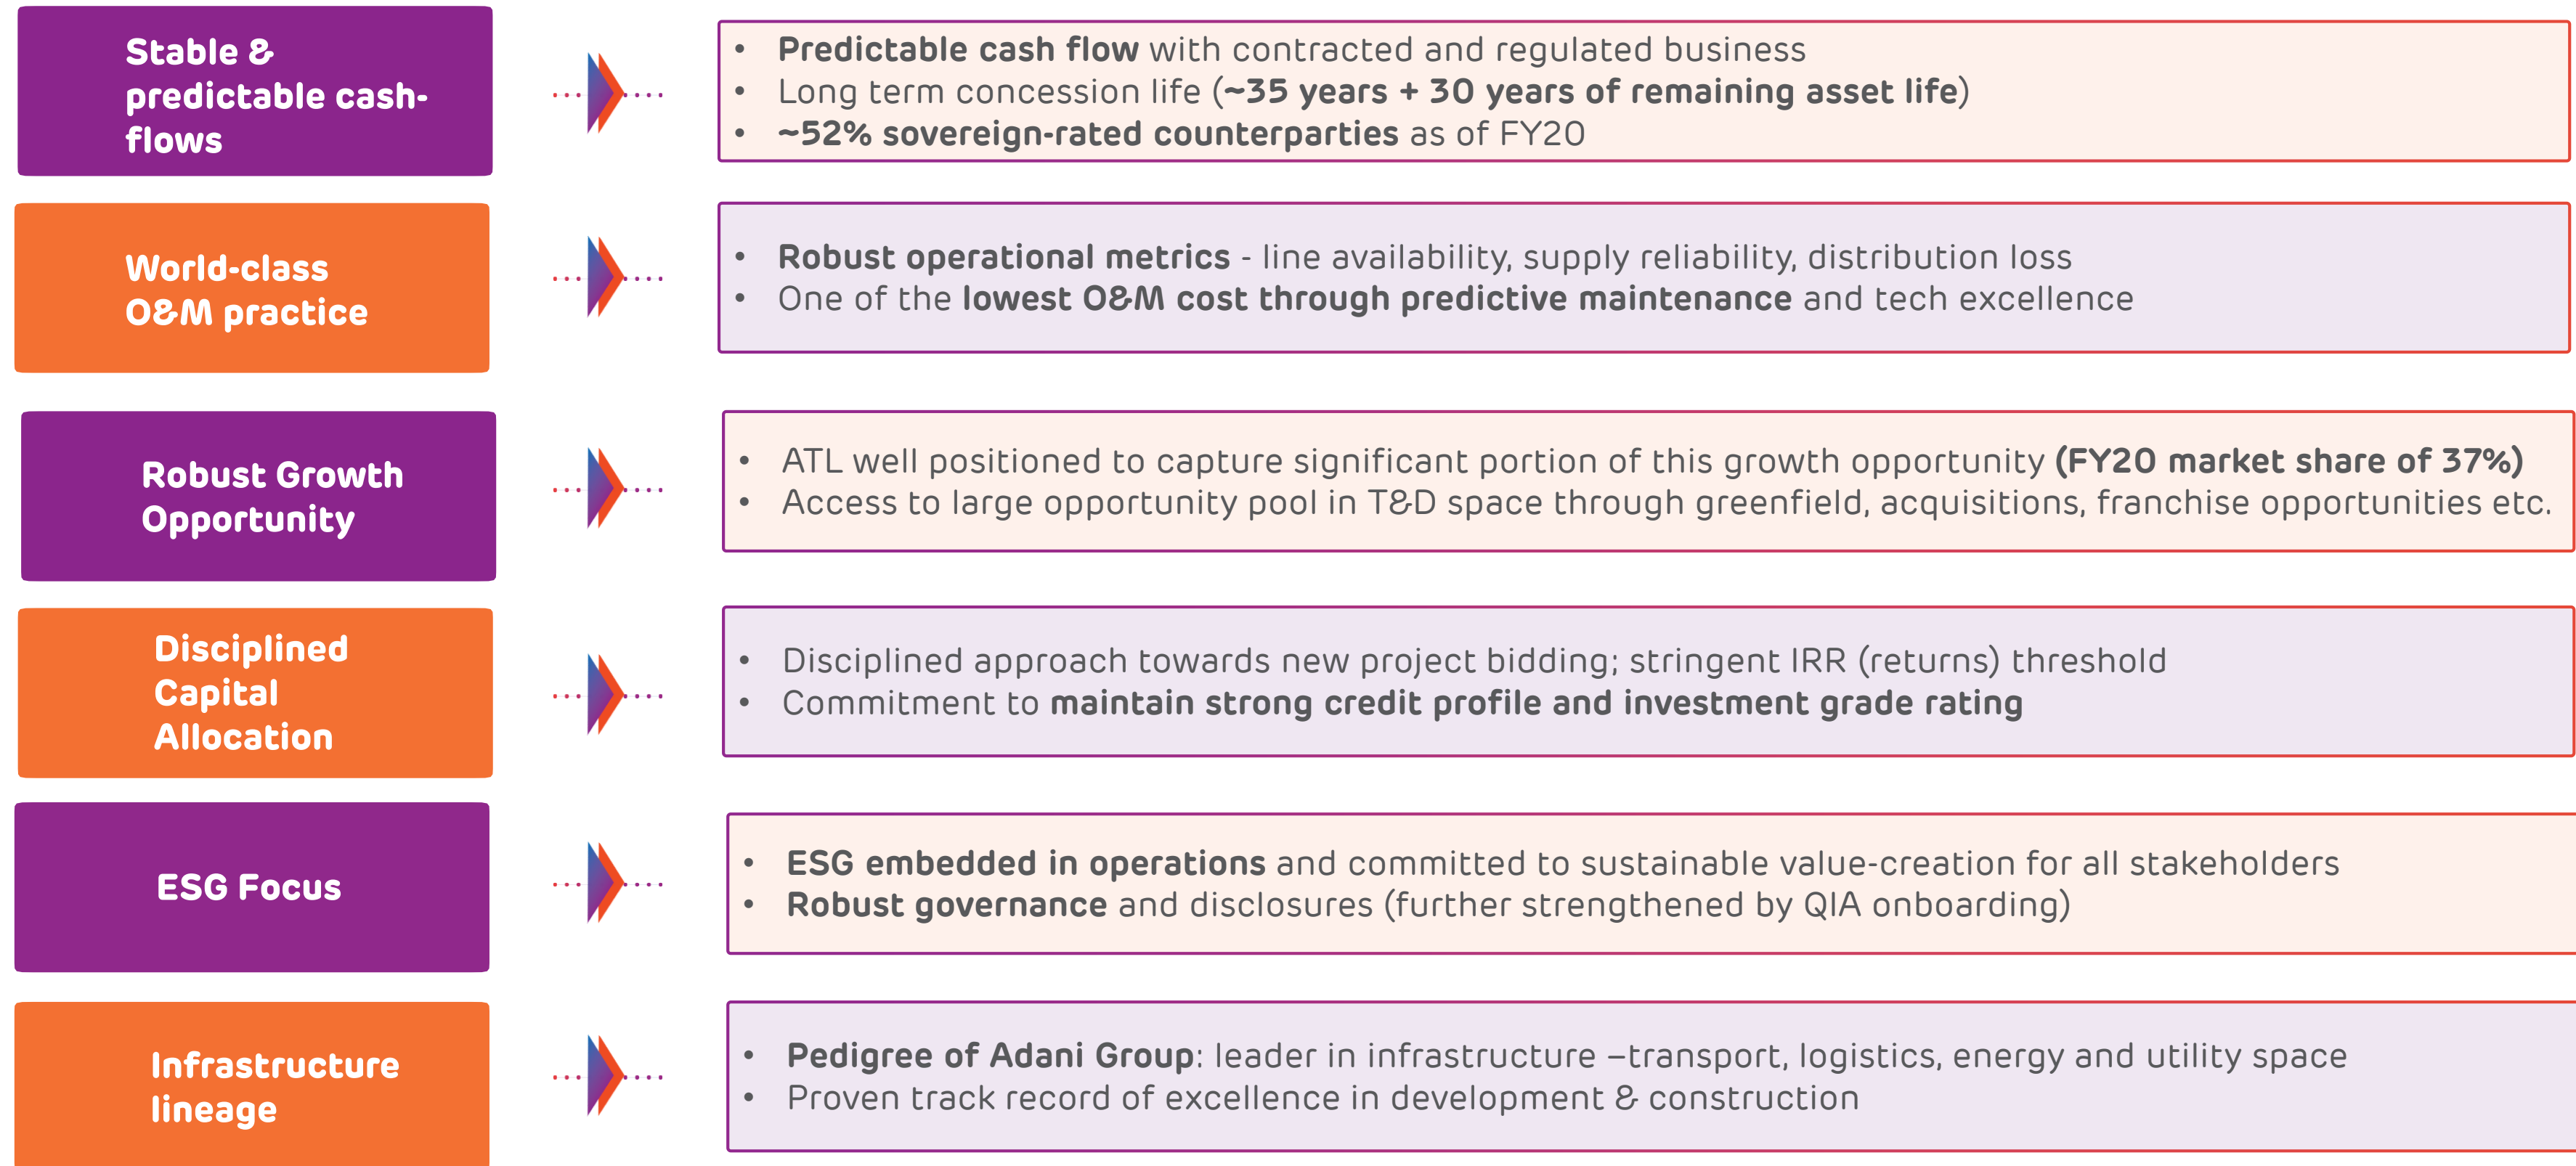 Stable &
predictable cash-
flows
• Predictable cash flow with contracted and regulated business
• Long term concession life (~35 years + 30 years of remaining asset life)
• ~52% sovereign-rated counterparties as of FY20
World-class
O&M practice
• Robust operational metrics - line availability, supply reliability, distribution loss
• One of the lowest O&M cost through predictive maintenance and tech excellence
Robust Growth
Opportunity
• ATL well positioned to capture significant portion of this growth opportunity (FY20 market share of 37%)
• Access to large opportunity pool in T&D space through greenfield, acquisitions, franchise opportunities etc.
Disciplined
Capital
Allocation
• Disciplined approach towards new project bidding; stringent IRR (returns) threshold
• Commitment to maintain strong credit profile and investment grade rating
ESG Focus
• ESG embedded in operations and committed to sustainable value-creation for all stakeholders
• Robust governance and disclosures (further strengthened by QIA onboarding)
Infrastructure
lineage
• Pedigree of Adani Group: leader in infrastructure –transport, logistics, energy and utility space
• Proven track record of excellence in development & construction